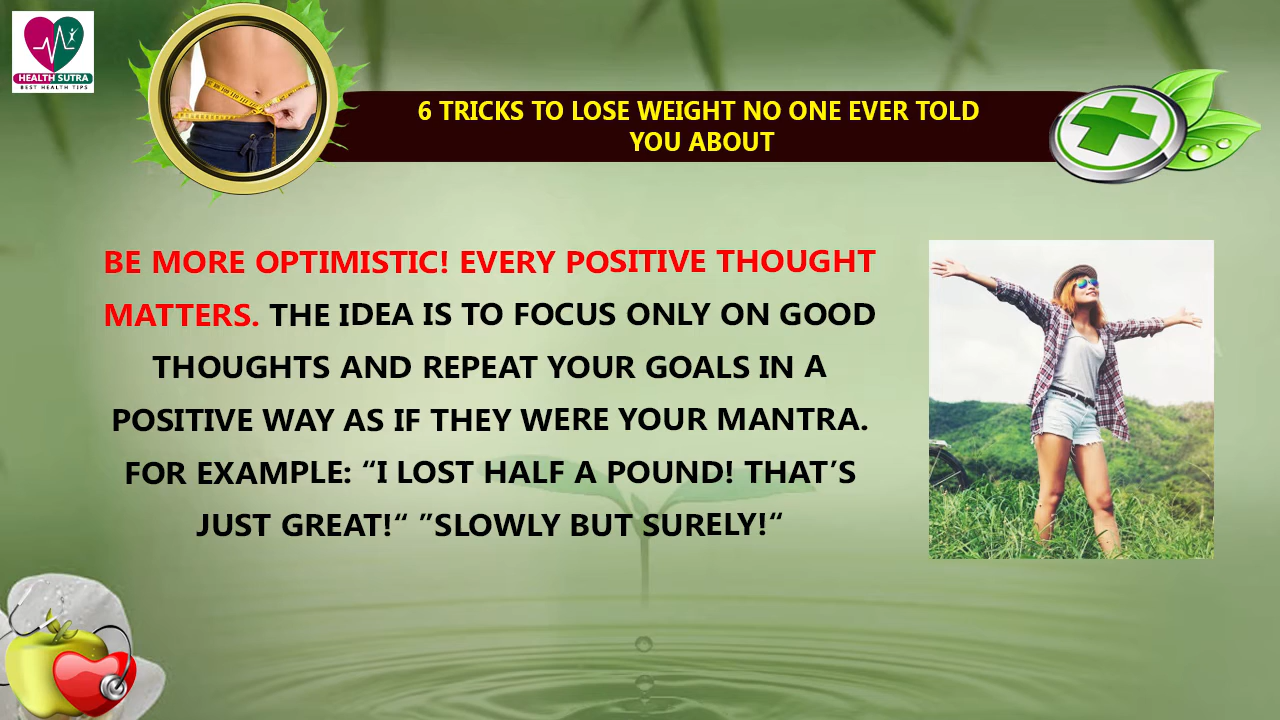 HEALTH SUTRA
BEST HEALTH TIPS
6 TRICKS TO LOSE WEIGHT NO ONE EVER TOLD
YOU ABOUT
BE MORE OPTIMISTIC! EVERY POSITIVE THOUGHT
MATTERS. THE IDEA IS TO FOCUS ONLY ON GOOD
THOUGHTS AND REPEAT YOUR GOALS IN A
POSITIVE WAY AS IF THEY WERE YOUR MANTRA.
FOR EXAMPLE: “I LOST HALF A POUND! THAT’S
JUST GREAT!“ ”SLOWLY BUT SURELY!“